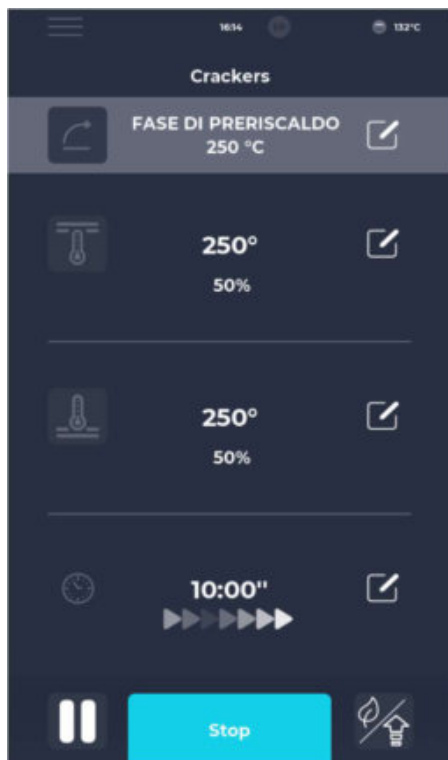 16:14
132°C
Crackers
FASE DI PRERISCALDO
250 °C
250°
50%
250°
50%
10:00''
Stop